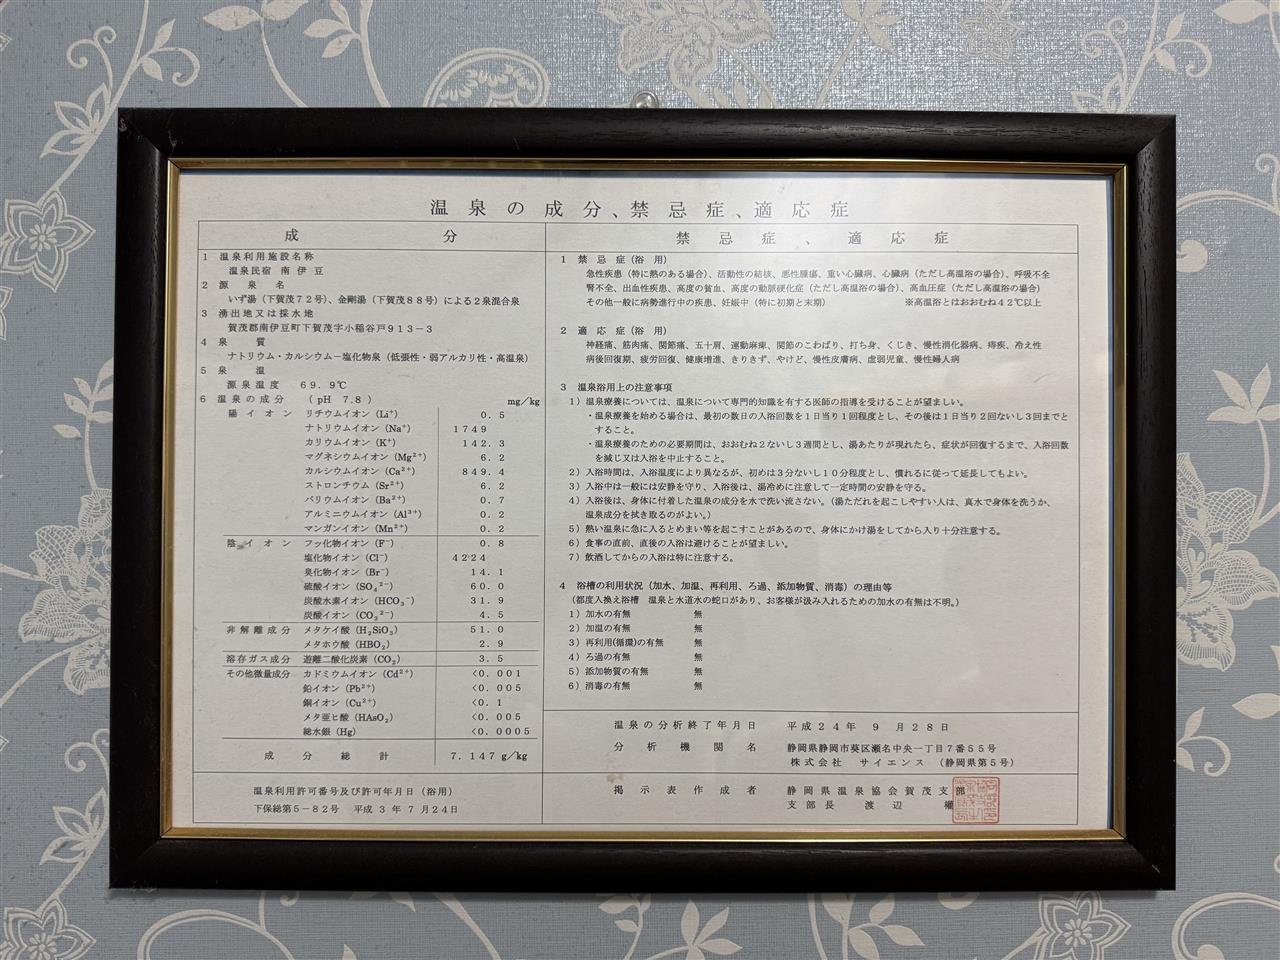 温泉の成分、禁忌症、適応症
成 分
1 温泉利用施設名称
温泉民宿 南伊豆
2 源泉名
いず湯（下賀茂72号）、金剛湯（下賀茂88号）による2泉混合泉
3 湧出地又は採水地
賀茂郡南伊豆町下賀茂字小稲谷戸913－3
4 泉質
ナトリウム・カルシウム－塩化物泉（低張性・弱アルカリ性・高温泉）
5 泉温
源泉温度 69.9℃
6 温泉の成分 （pH 7.8） mg／kg
陽イオン リチウムイオン（Li⁺） 0.5
ナトリウムイオン（Na⁺） 1749
カリウムイオン（K⁺） 142.3
マグネシウムイオン（Mg²⁺） 6.2
カルシウムイオン（Ca²⁺） 849.4
ストロンチウム（Sr²⁺） 6.2
バリウムイオン（Ba²⁺） 0.7
アルミニウムイオン（Al³⁺） 0.2
マンガンイオン（Mn²⁺） 0.2
陰イオン フッ化物イオン（F⁻） 0.8
塩化物イオン（Cl⁻） 4224
臭化物イオン（Br⁻） 14.1
硫酸イオン（SO₄²⁻） 60.0
炭酸水素イオン（HCO₃⁻） 31.9
炭酸イオン（CO₃²⁻） 4.5
非解離成分 メタケイ酸（H₂SiO₃） 51.0
メタホウ酸（HBO₂） 2.9
溶存ガス成分 遊離二酸化炭素（CO₂） 3.5
その他微量成分 カドミウムイオン（Cd²⁺） <0.001
鉛イオン（Pb²⁺） <0.005
銅イオン（Cu²⁺） <0.1
メタ亜ヒ酸（HAsO₂） <0.005
総水銀（Hg） <0.0005
成分総計 7.147 g/kg
温泉利用許可番号及び許可年月日（浴用）
下保総第5－82号 平成3年7月24日
禁忌症、適応症
1 禁忌症（浴用）
急性疾患（特に熱のある場合）、活動性の結核、悪性腫瘍、重い心臓病、心臓病（ただし高温浴の場合）、呼吸不全
腎不全、出血性疾患、高度の貧血、高度の動脈硬化症（ただし高温浴の場合）、高血圧症（ただし高温浴の場合）
その他一般に病勢進行中の疾患、妊娠中（特に初期と末期） ※高温浴とはおおむね42℃以上
2 適応症（浴用）
神経痛、筋肉痛、関節痛、五十肩、運動麻痺、関節のこわばり、打ち身、くじき、慢性消化器病、痔疾、冷え性
病後回復期、疲労回復、健康増進、きりきず、やけど、慢性皮膚病、虚弱児童、慢性婦人病
3 温泉浴用上の注意事項
1）温泉療養については、温泉について専門的知識を有する医師の指導を受けることが望ましい。
・温泉療養を始める場合は、最初の数日の入浴回数を1日当り1回程度とし、その後は1日当り2回ないし3回までと
すること。
・温泉療養のための必要期間は、おおむね2ないし3週間とし、湯あたりが現れたら、症状が回復するまで、入浴回数
を減じ又は入浴を中止すること。
2）入浴時間は、入浴温度により異なるが、初めは3分ないし10分程度とし、慣れるに従って延長してもよい。
3）入浴中は一般には安静を守り、入浴後は、湯冷めに注意して一定時間の安静を守る。
4）入浴後は、身体に付着した温泉の成分を水で洗い流さない。（湯ただれを起こしやすい人は、真水で身体を洗うか、
温泉成分を拭き取るのがよい。）
5）熱い温泉に急に入るとめまい等を起こすことがあるので、身体にかけ湯をしてから入り十分注意する。
6）食事の直前、直後の入浴は避けることが望ましい。
7）飲酒してからの入浴は特に注意する。
4 浴槽の利用状況（加水、加温、再利用、ろ過、添加物質、消毒）の理由等
（都度入換え浴槽 温泉と水道水の蛇口があり、お客様が汲み入れるための加水の有無は不明。）
1）加水の有無 無
2）加温の有無 無
3）再利用（循環）の有無 無
4）ろ過の有無 無
5）添加物質の有無 無
6）消毒の有無 無
温泉の分析終了年月日 平成24年 9月28日
分析機関名 静岡県静岡市葵区瀬名中央一丁目7番55号
株式会社 サイエンス （静岡県第5号）
掲示表作成者 静岡県温泉協会賀茂支部
支部長 渡辺 権